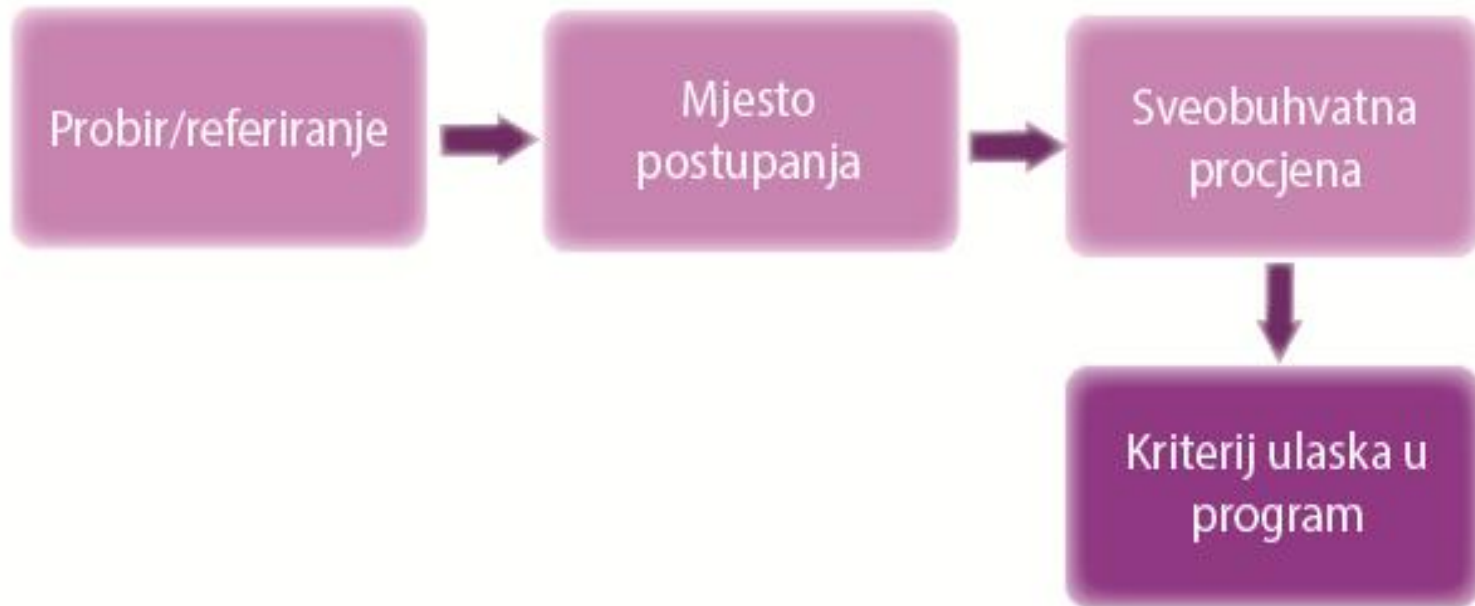 Probir/referiranje
Mjesto
postupanja
Sveobuhvatna
procjena
Kriterij ulaska u
program